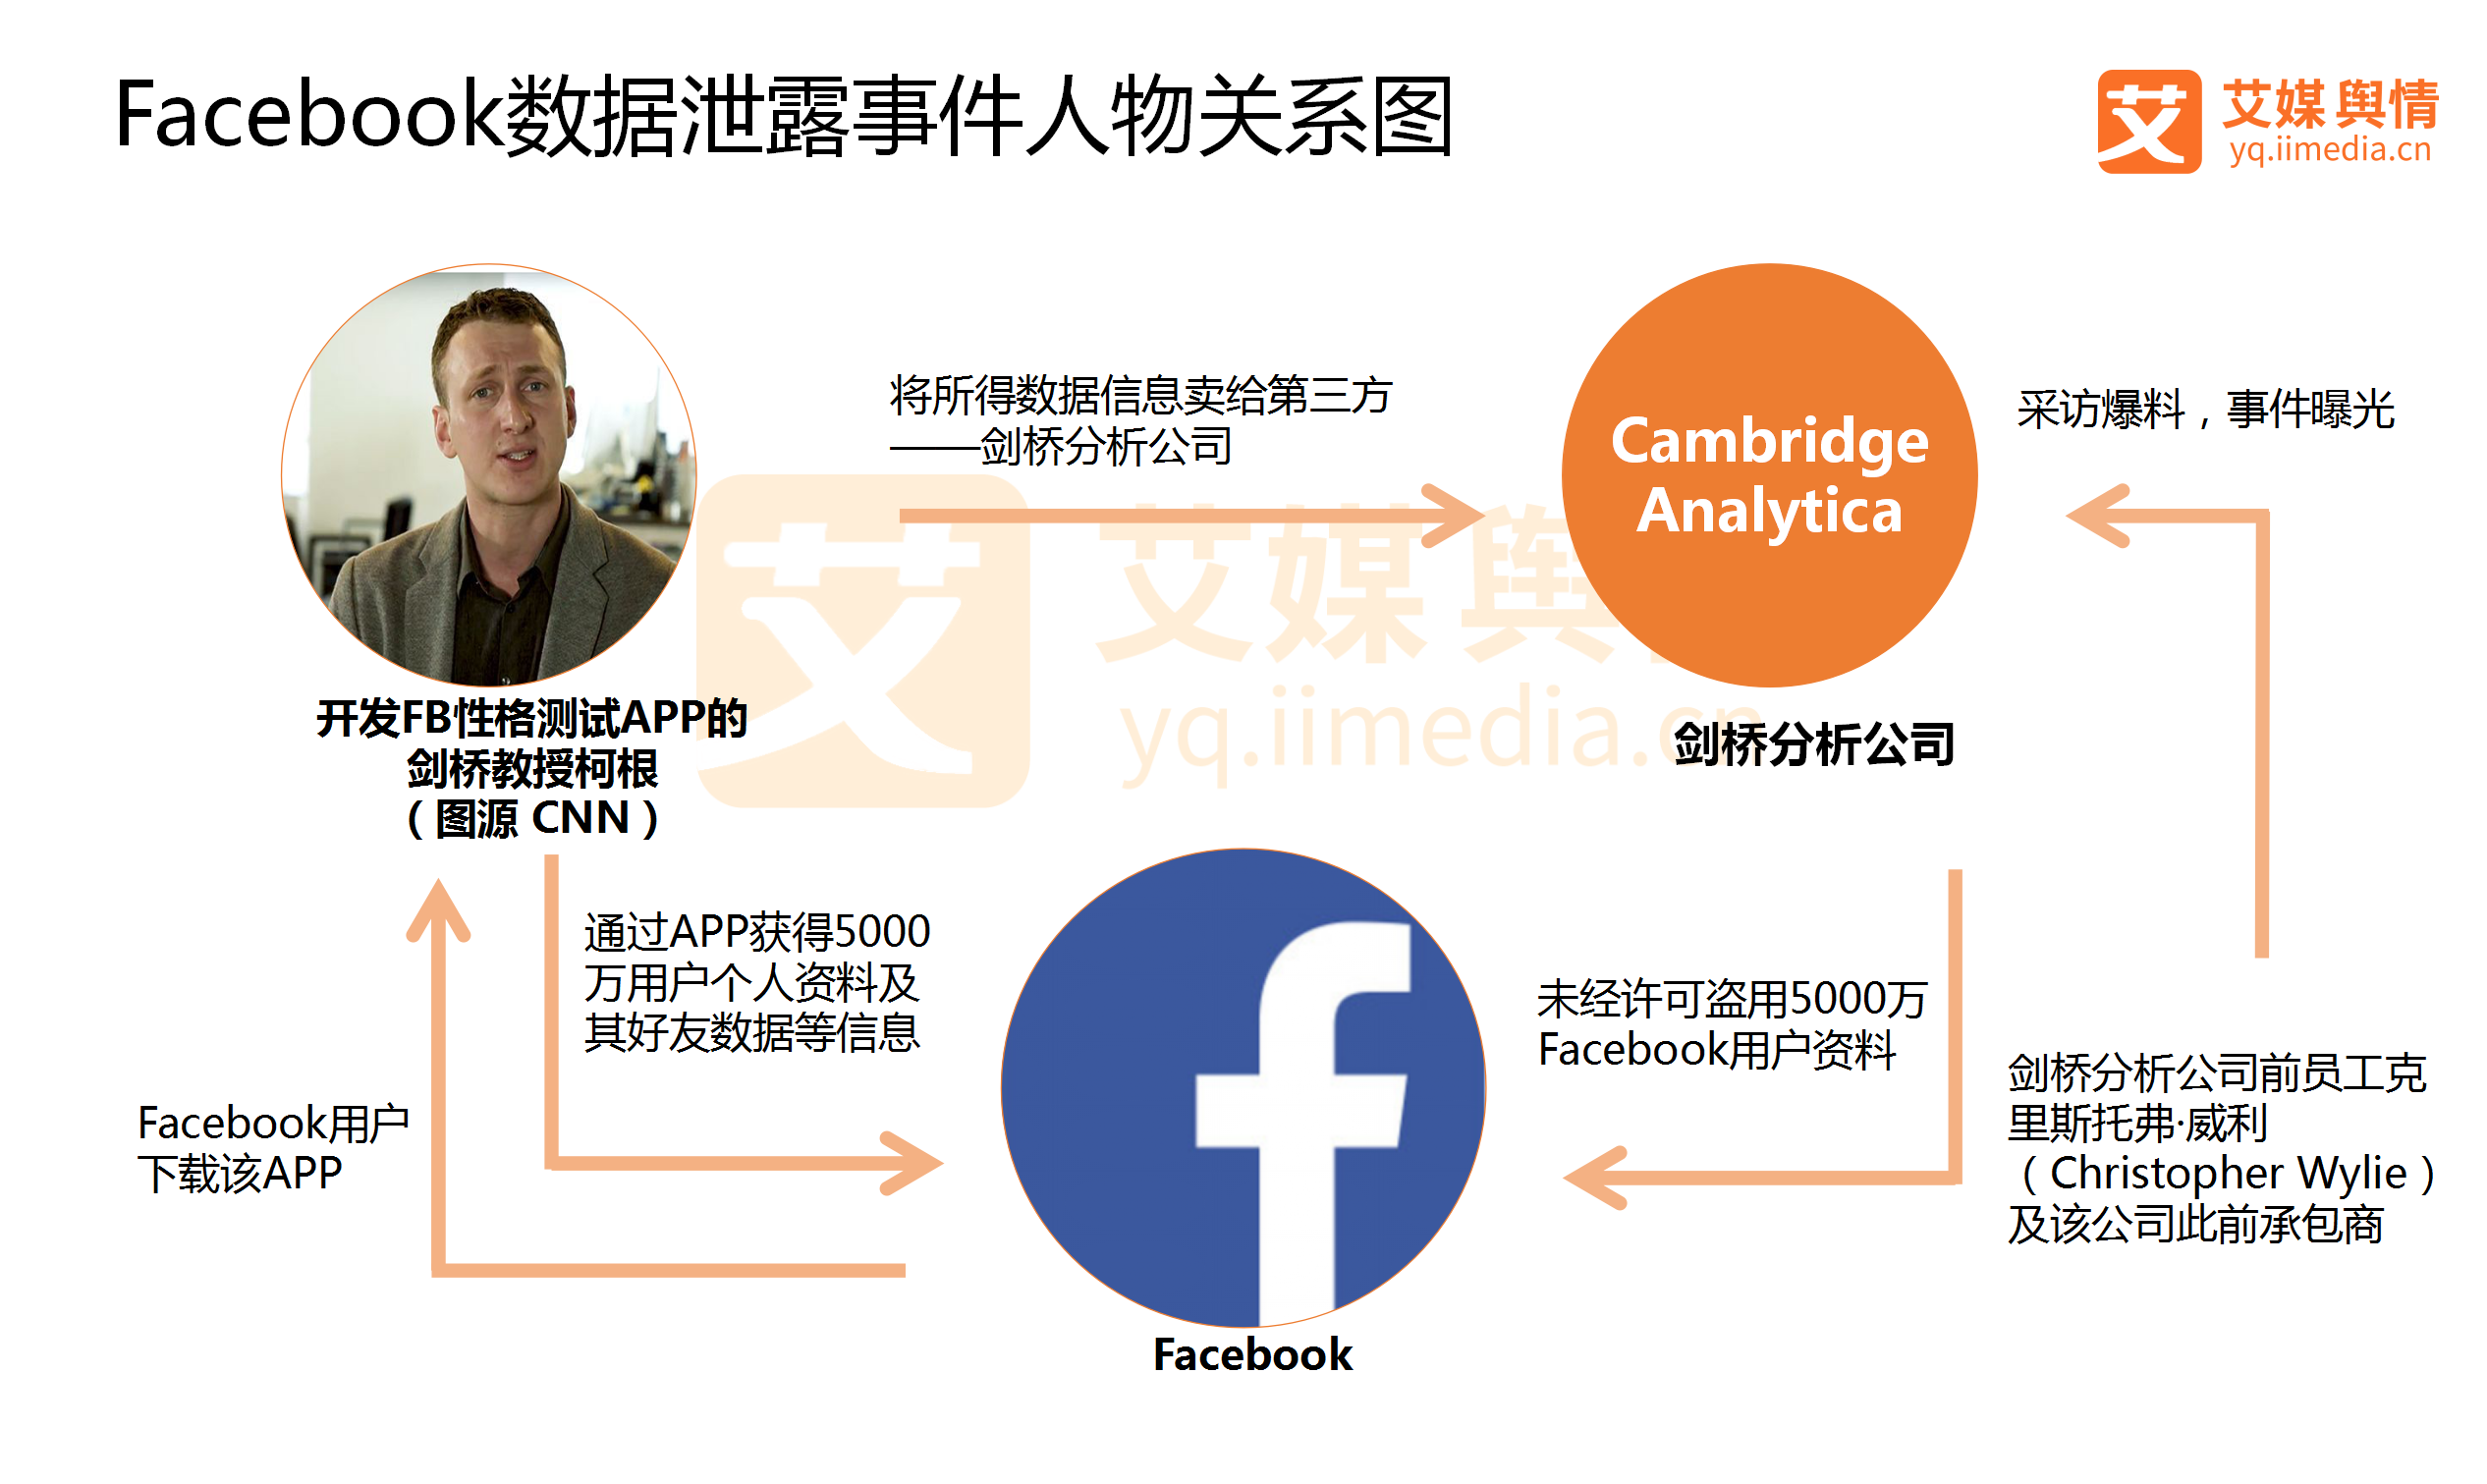 Facebook数据泄露事件人物关系图
艾媒 舆情
yq.iimedia.cn
将所得数据信息卖给第三方
——剑桥分析公司
Cambridge
Analytica
采访爆料，事件曝光
艾媒 舆
yq.iimedia.cn
开发FB性格测试APP的
剑桥教授柯根
（图源 CNN）
剑桥分析公司
通过APP获得5000
万用户个人资料及
其好友数据等信息
未经许可盗用5000万
Facebook用户资料
Facebook用户
下载该APP
剑桥分析公司前员工克
里斯托弗·威利
（Christopher Wylie）
及该公司此前承包商
Facebook